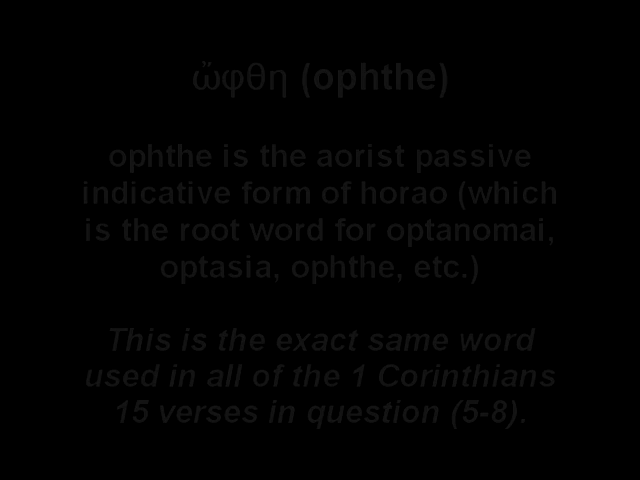 ὤφθη (ophthe)
ophthe is the aorist passive
indicative form of horao (which
is the root word for optanomai,
optasia, ophthe, etc.)
This is the exact same word
used in all of the 1 Corinthians
15 verses in question (5-8).